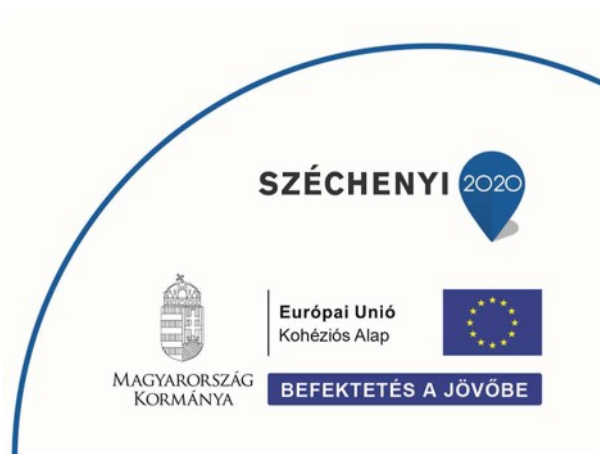 SZÉCHENYI 2020
Európai Unió
Kohéziós Alap
MAGYARORSZÁG
KORMÁNYA
BEFEKTETÉS A JÖVŐBE